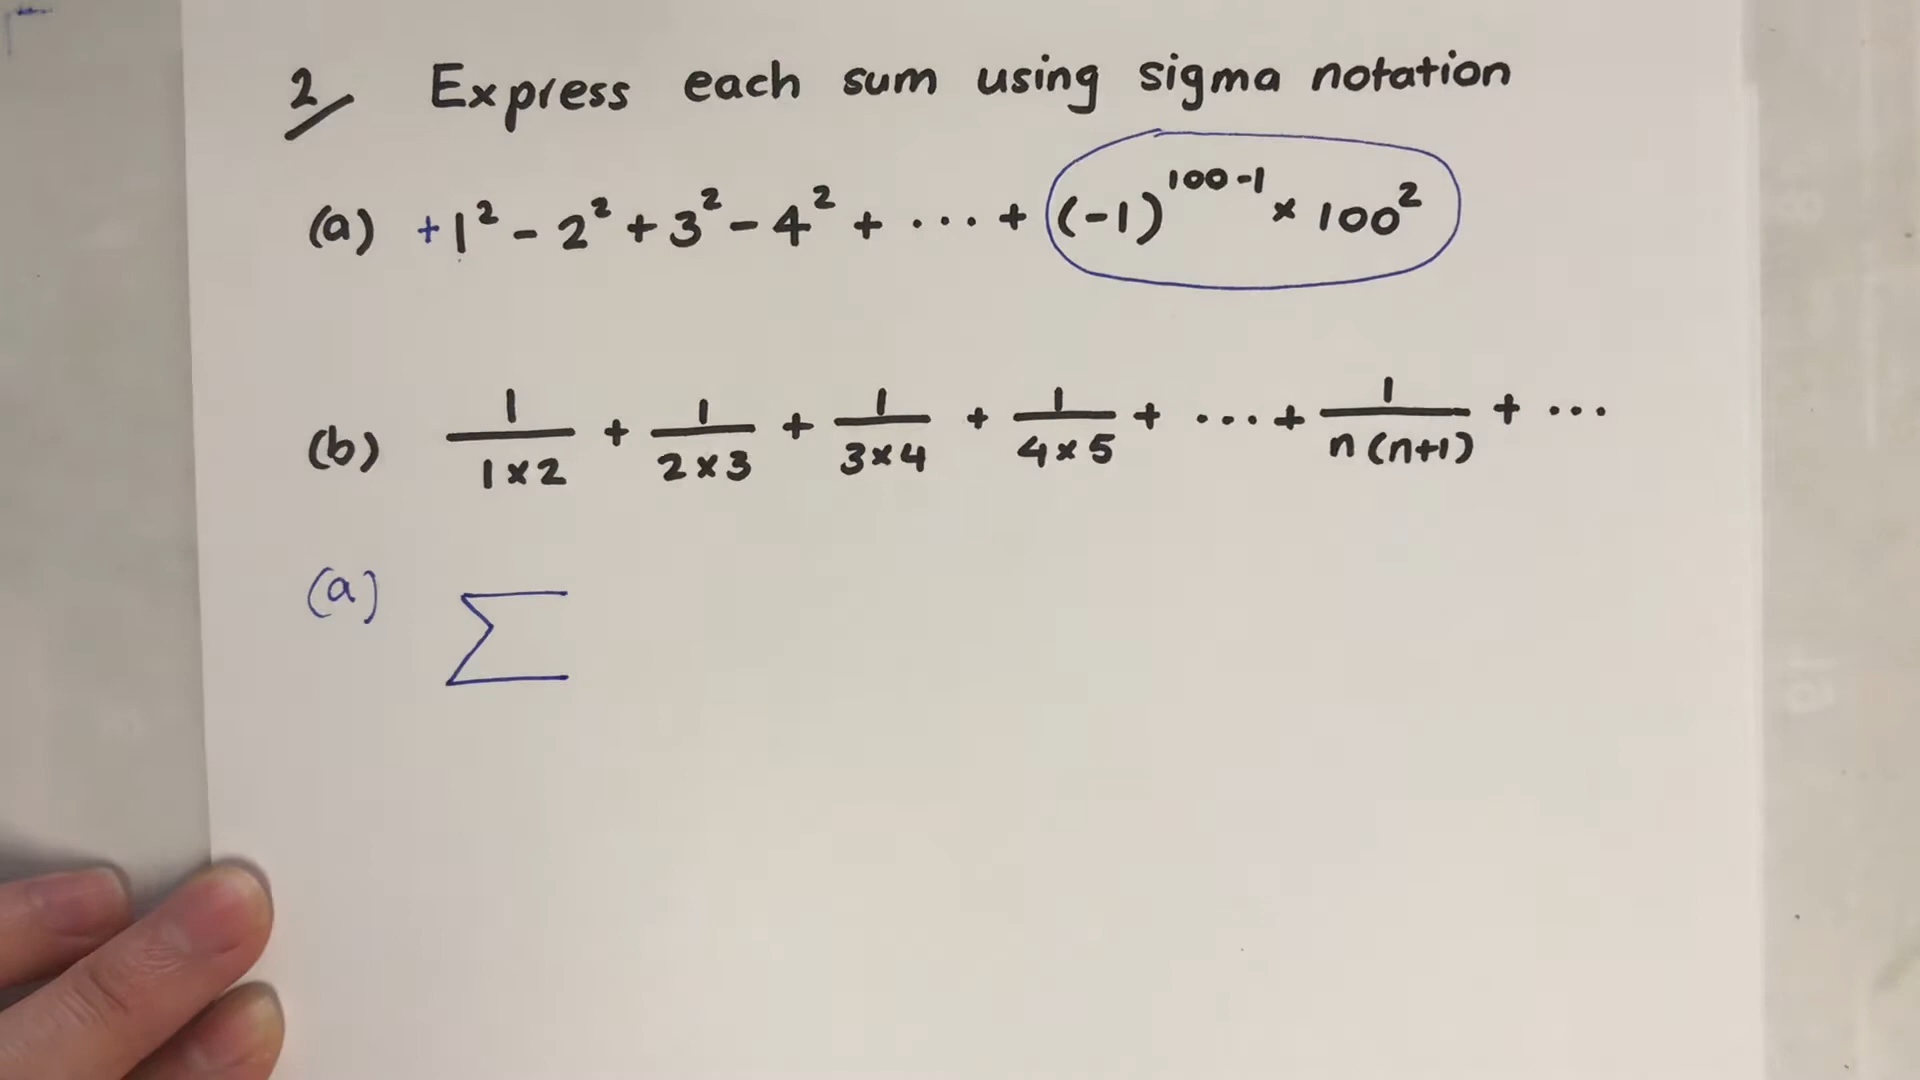 2 Express each sum using sigma notation
(a) +1² - 2² + 3² - 4² + ... + (-1)¹⁰⁰⁻¹ × 100²
(b) 1/(1×2) + 1/(2×3) + 1/(3×4) + 1/(4×5) + ... + 1/(n(n+1)) + ...
(a) Σ